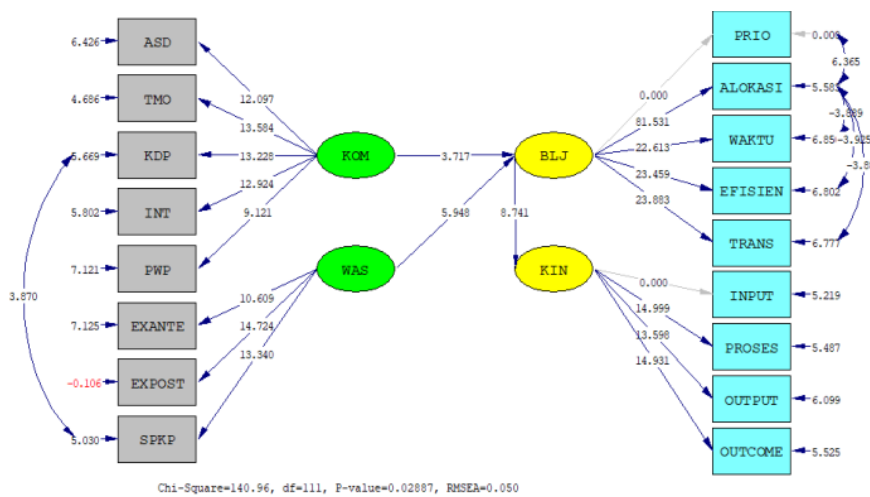 6.426 ASD
4.686 TMO
5.669 KDP
5.802 INT
7.121 PWP
7.125 EXANTE
-0.106 EXPOST
5.030 SPKP
3.870
12.097
13.584
13.228
12.924
9.121
10.609
14.724
13.340
KOM
WAS
3.717
5.948
BLJ
8.741
KIN
0.000
81.531
22.613
23.459
23.883
0.000
14.999
13.598
14.931
PRIO
ALOKASI
WAKTU 6.85
EFISIEN 6.802
TRANS 6.777
INPUT 5.219
PROSES 5.487
OUTPUT 6.099
OUTCOME 5.525
6.365
Chi-Square=140.96, df=111, P-value=0.02887, RMSEA=0.050